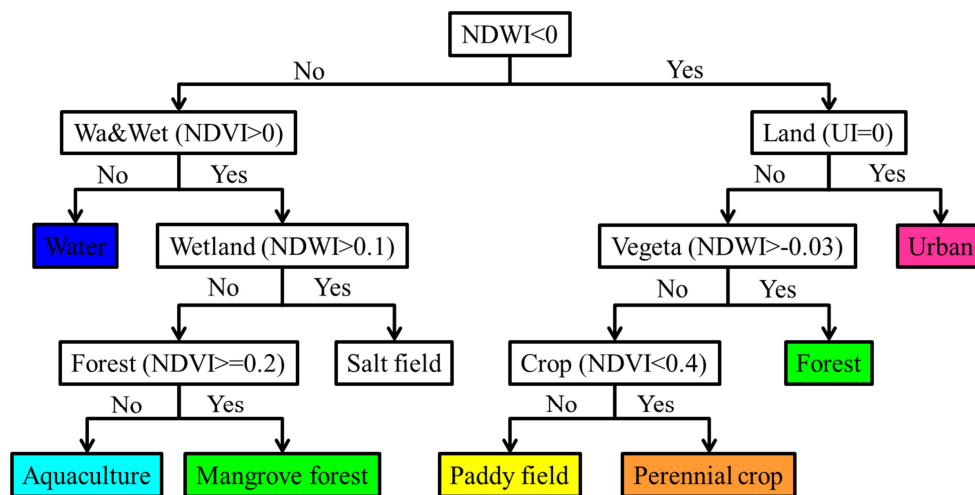 NDWI<0
No
Yes
Wa&Wet (NDVI>0)
Land (UI=0)
No
Yes
No
Yes
Water
Wetland (NDWI>0.1)
Vegeta (NDWI>-0.03)
Urban
No
Yes
No
Yes
Forest (NDVI>=0.2)
Salt field
Crop (NDVI<0.4)
Forest
No
Yes
No
Yes
Aquaculture
Mangrove forest
Paddy field
Perennial crop